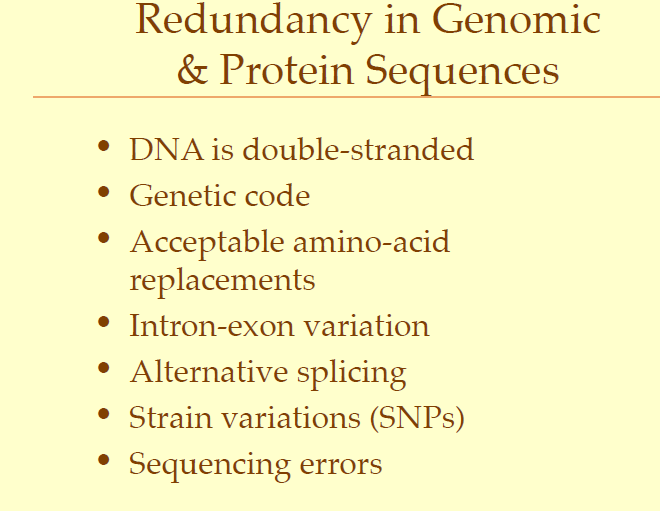 Redundancy in Genomic
& Protein Sequences
• DNA is double-stranded
• Genetic code
• Acceptable amino-acid
replacements
• Intron-exon variation
• Alternative splicing
• Strain variations (SNPs)
• Sequencing errors